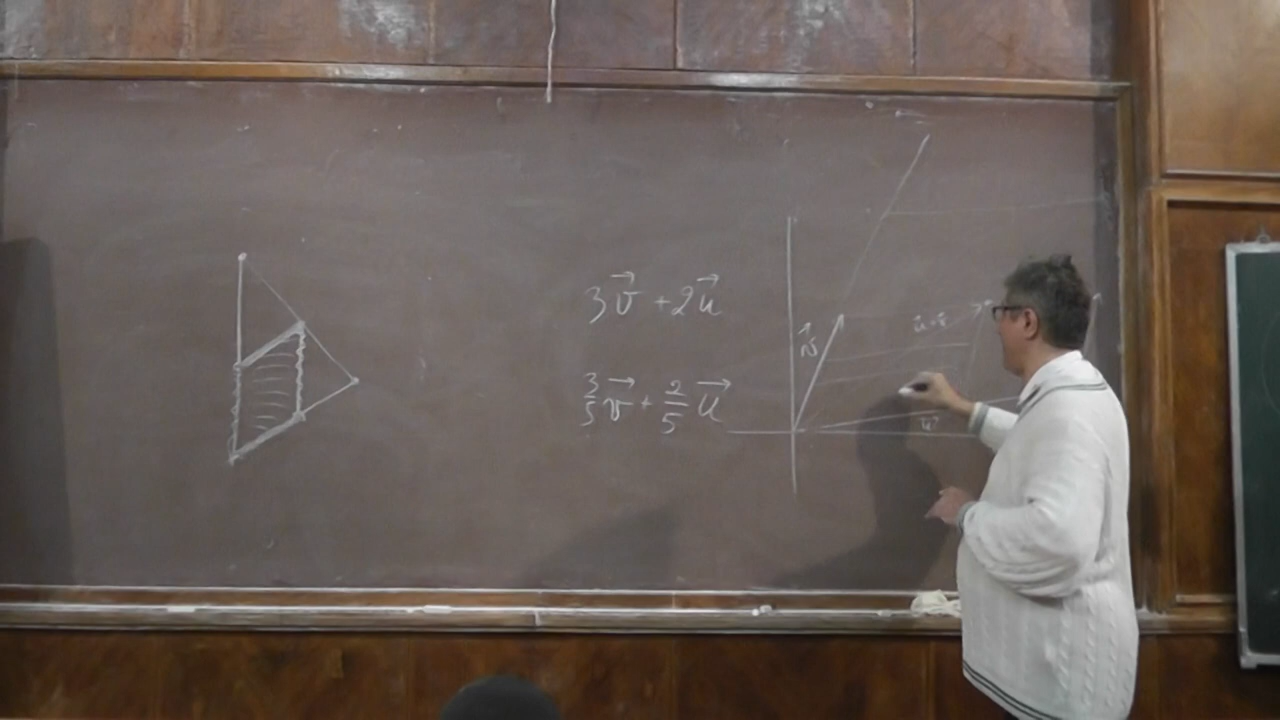 3v⃗ + 2u⃗
3/5 v⃗ + 2/5 u⃗
v⃗
u⃗